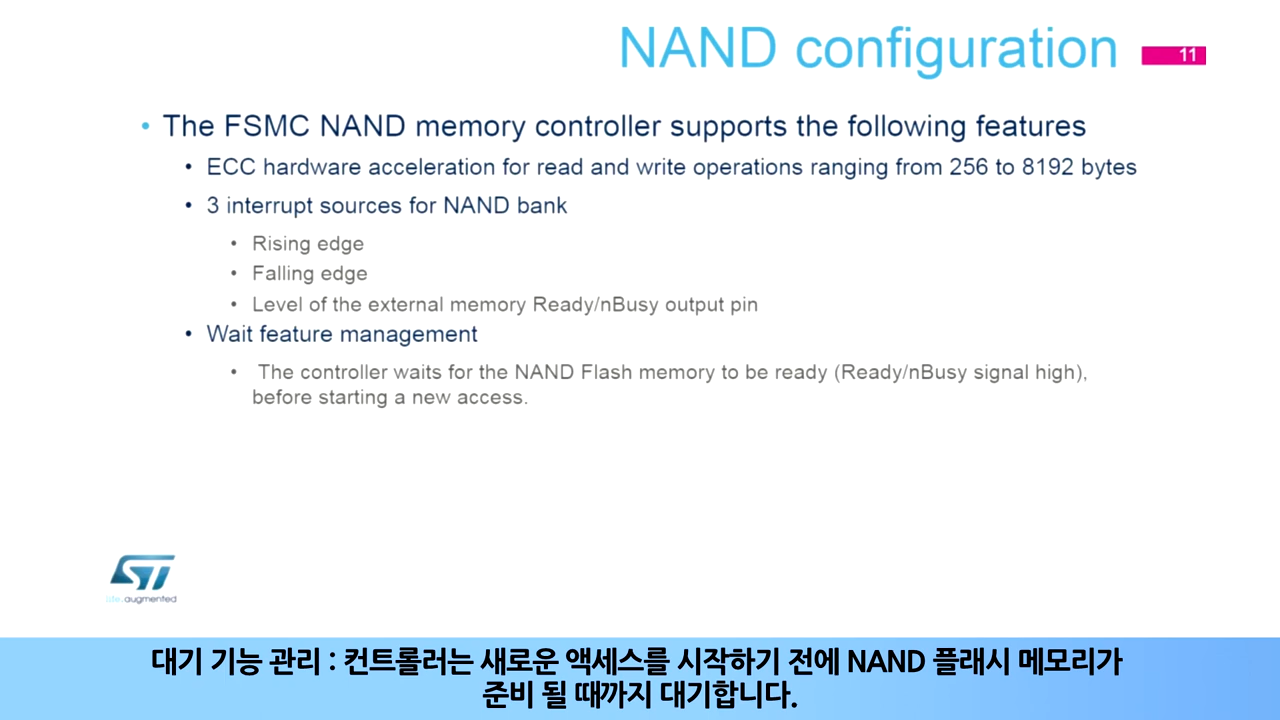 NAND configuration
11
• The FSMC NAND memory controller supports the following features
• ECC hardware acceleration for read and write operations ranging from 256 to 8192 bytes
• 3 interrupt sources for NAND bank
• Rising edge
• Falling edge
• Level of the external memory Ready/nBusy output pin
• Wait feature management
• The controller waits for the NAND Flash memory to be ready (Ready/nBusy signal high),
before starting a new access.
ST
life.augmented
대기 기능 관리 : 컨트롤러는 새로운 액세스를 시작하기 전에 NAND 플래시 메모리가
준비 될 때까지 대기합니다.